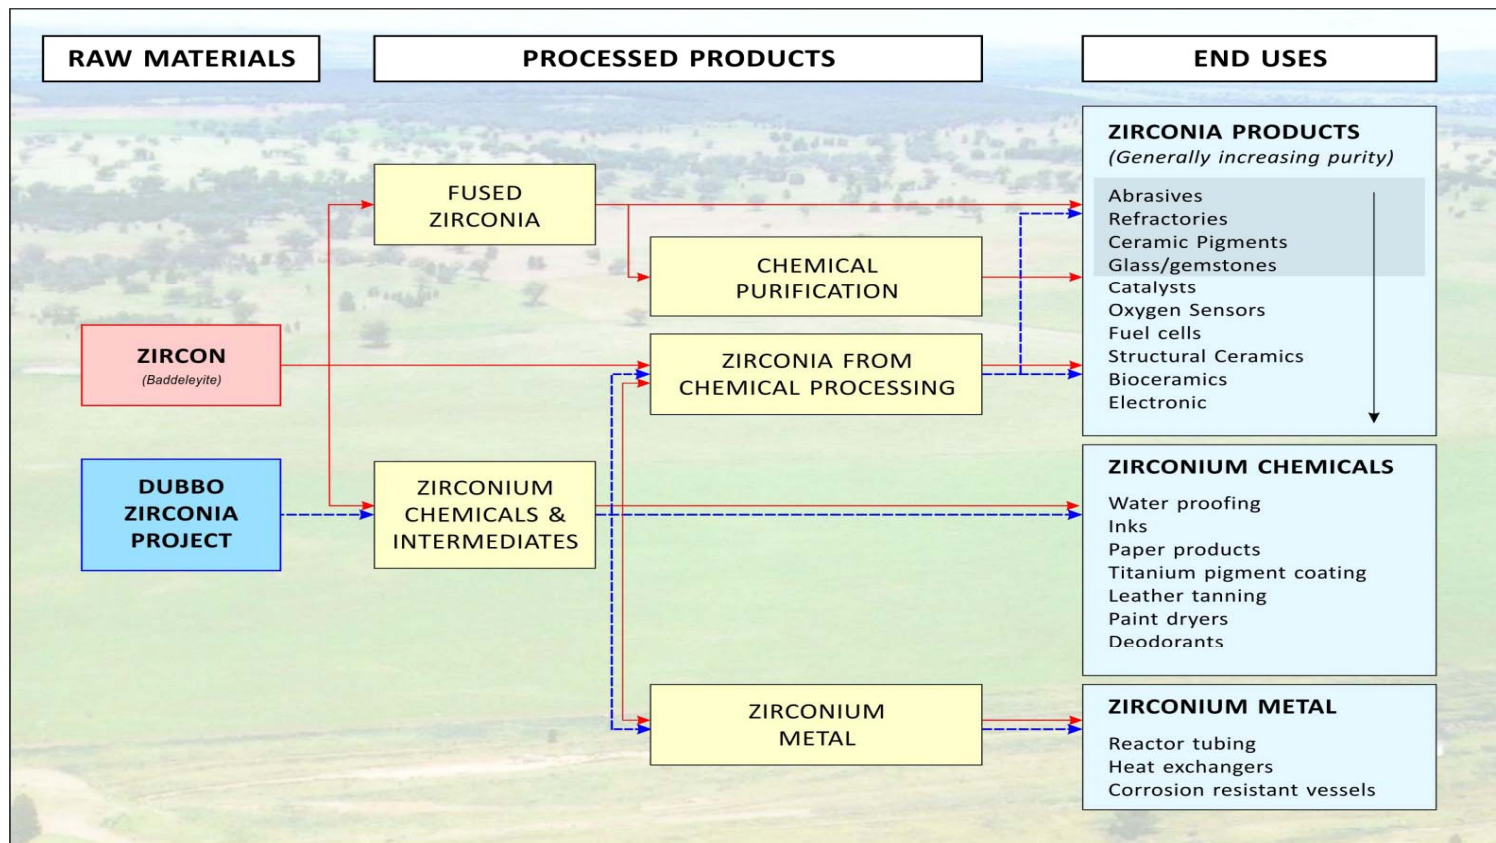 RAW MATERIALS
PROCESSED PRODUCTS
END USES
ZIRCON
(Baddeleyite)
DUBBO
ZIRCONIA
PROJECT
FUSED
ZIRCONIA
CHEMICAL
PURIFICATION
ZIRCONIA FROM
CHEMICAL PROCESSING
ZIRCONIUM
CHEMICALS &
INTERMEDIATES
ZIRCONIUM
METAL
ZIRCONIA PRODUCTS
(Generally increasing purity)
Abrasives
Refractories
Ceramic Pigments
Glass/gemstones
Catalysts
Oxygen Sensors
Fuel cells
Structural Ceramics
Bioceramics
Electronic
ZIRCONIUM CHEMICALS
Water proofing
Inks
Paper products
Titanium pigment coating
Leather tanning
Paint dryers
Deodorants
ZIRCONIUM METAL
Reactor tubing
Heat exchangers
Corrosion resistant vessels